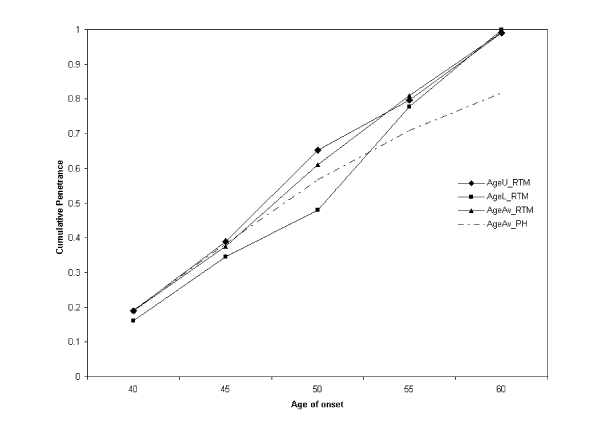 1
0.9
0.8
0.7
0.6
0.5
0.4
0.3
0.2
0.1
0
Cumulative Penetrance
40 45 50 55 60
Age of onset
AgeU_RTM
AgeL_RTM
AgeAv_RTM
AgeAv_PH